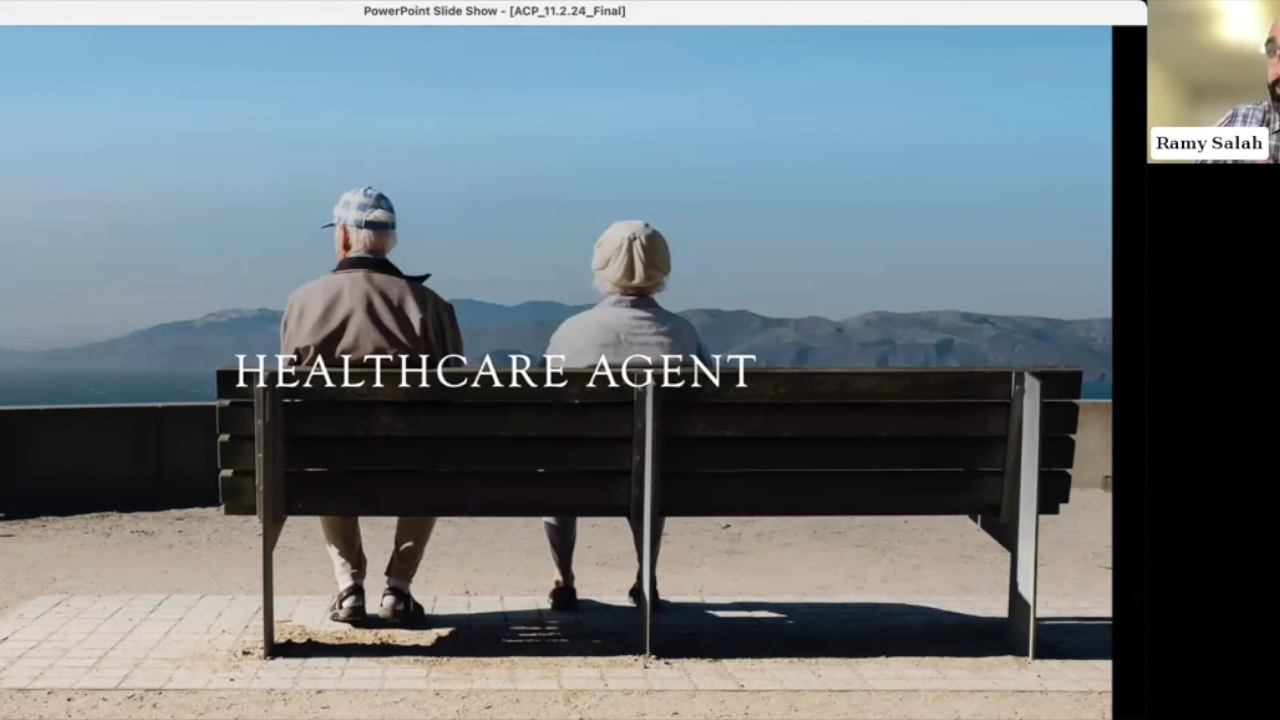 PowerPoint Slide Show - [ACP_11.2.24_Final]
Ramy Salah
HEALTHCARE AGENT